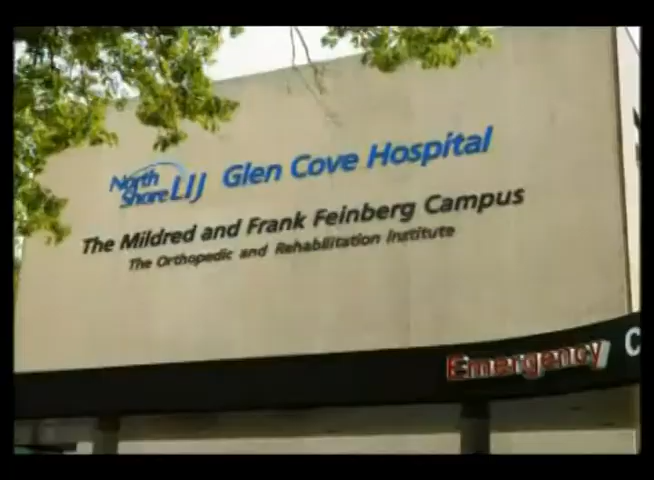 North Shore LIJ Glen Cove Hospital
The Mildred and Frank Feinberg Campus
The Orthopedic and Rehabilitation Institute
Emergency C